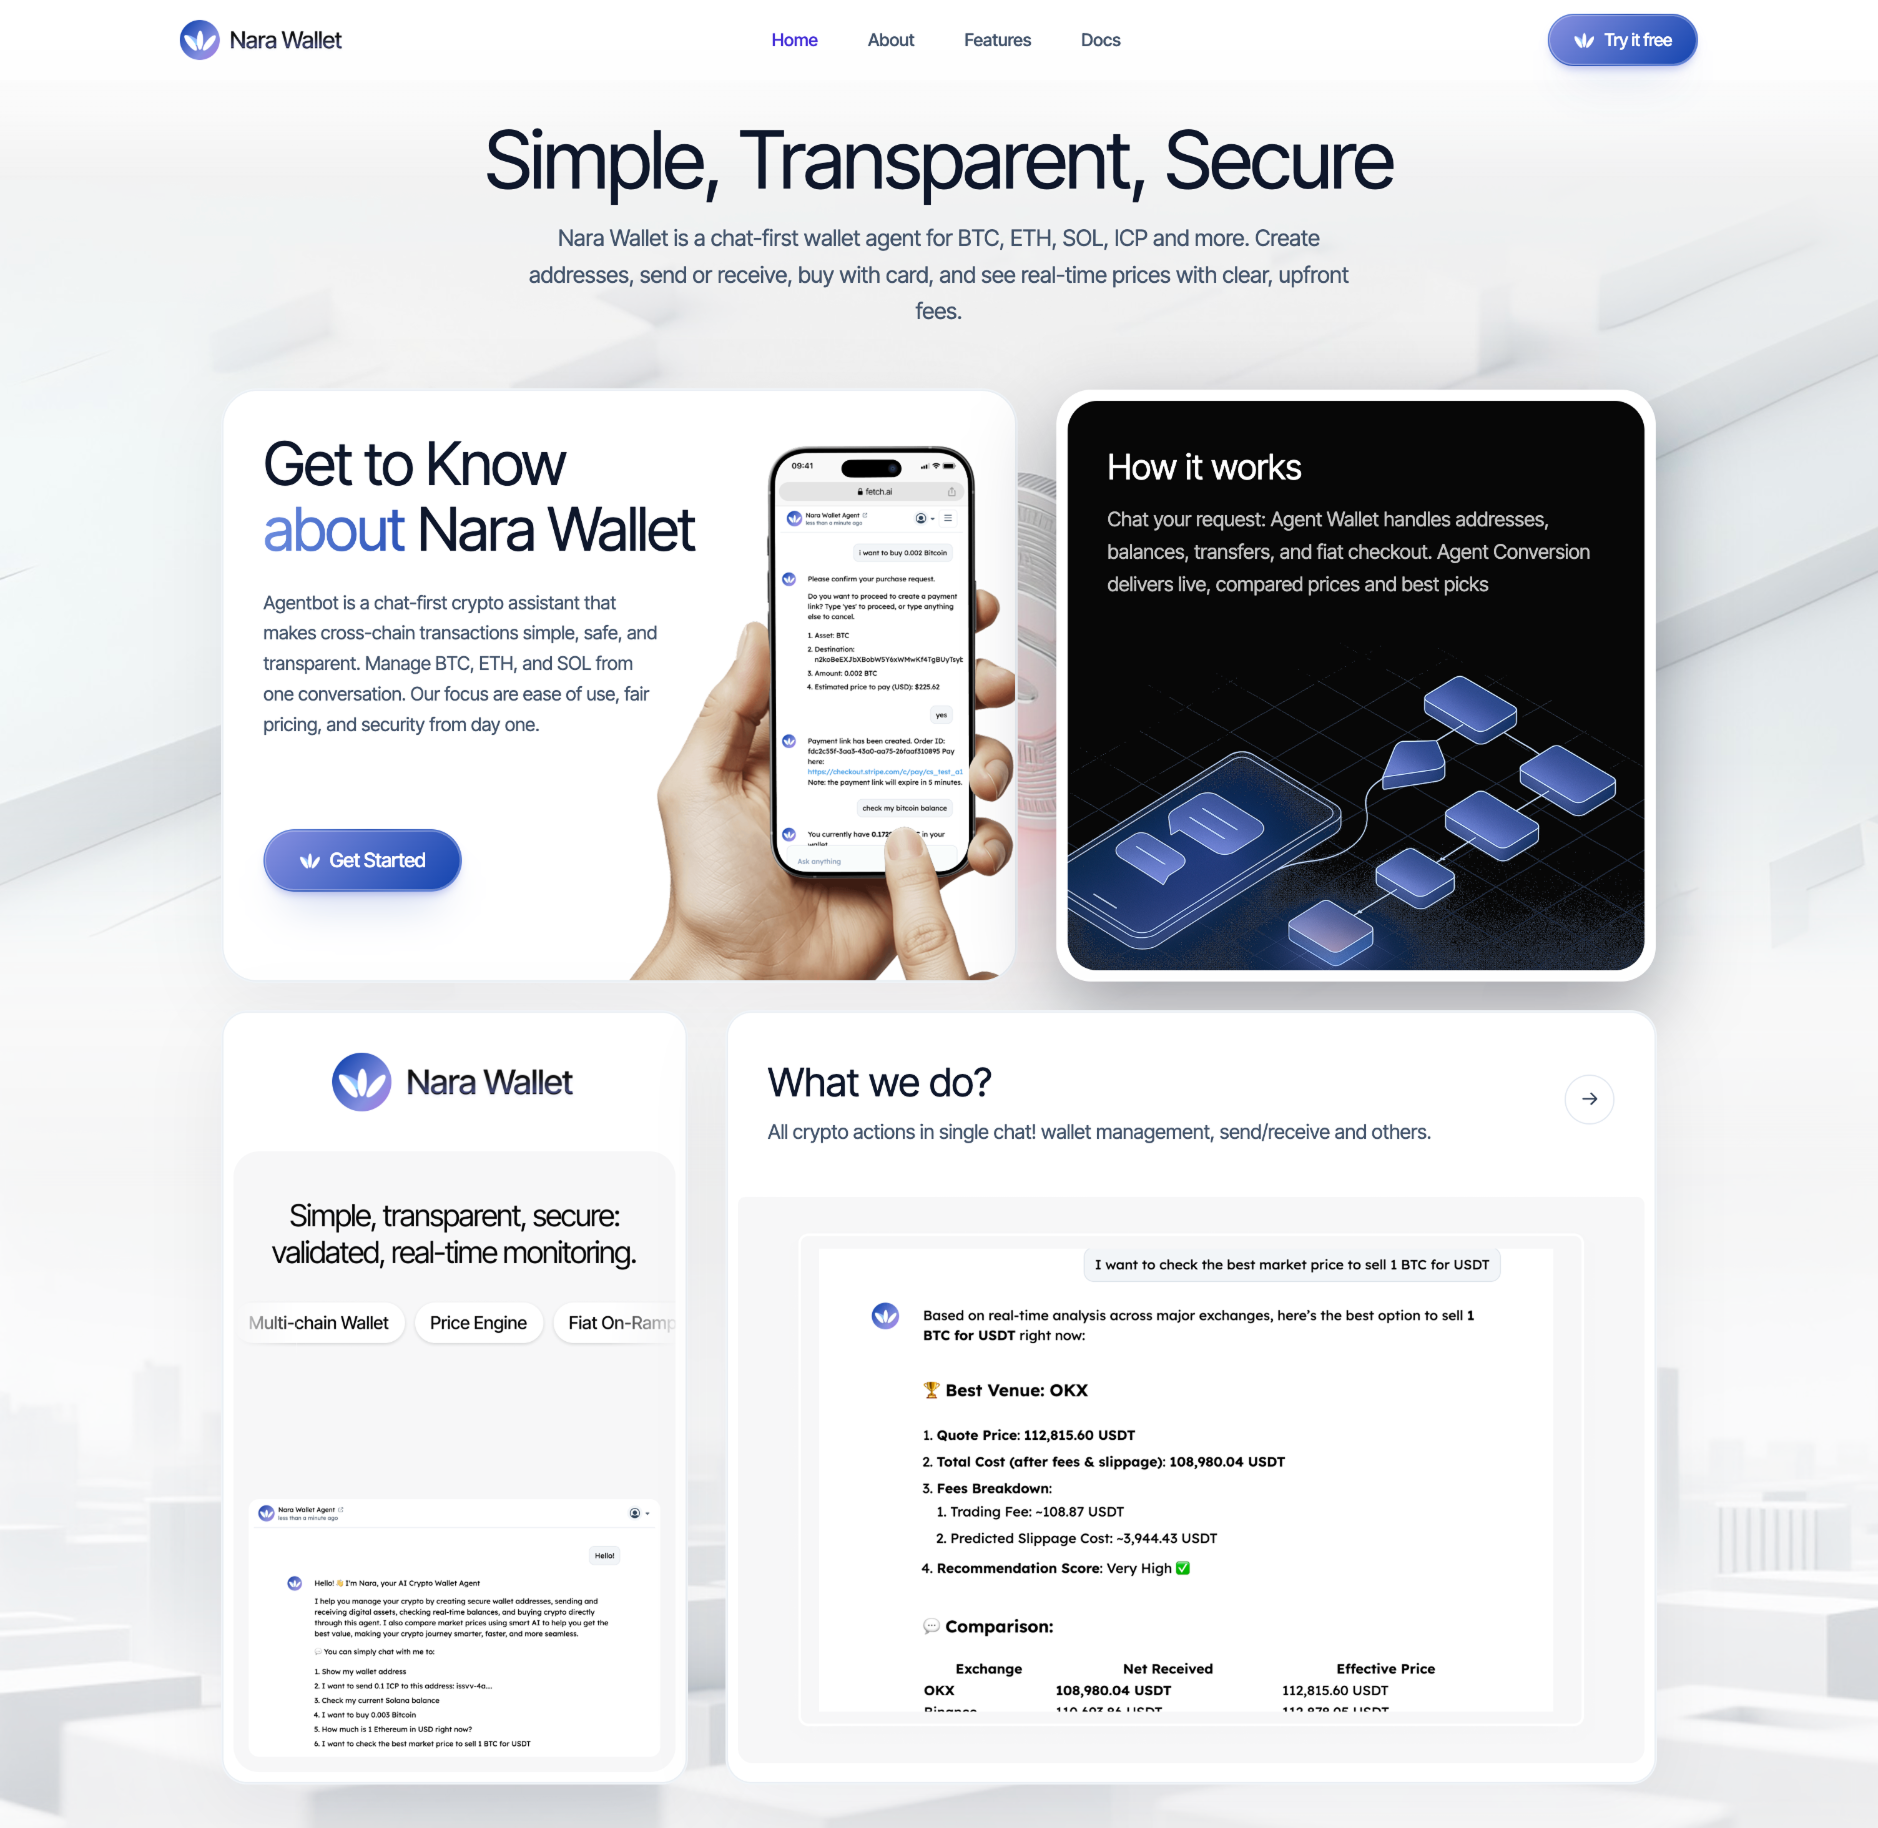 Nara Wallet
Home
About
Features
Docs
Try it free
Simple, Transparent, Secure
Nara Wallet is a chat-first wallet agent for BTC, ETH, SOL, ICP and more. Create
addresses, send or receive, buy with card, and see real-time prices with clear, upfront
fees.
Get to Know
about Nara Wallet
Agentbot is a chat-first crypto assistant that
makes cross-chain transactions simple, safe, and
transparent. Manage BTC, ETH, and SOL from
one conversation. Our focus are ease of use, fair
pricing, and security from day one.
Get Started
09:41
fetch.ai
Nara Wallet Agent
less than a minute ago
i want to buy 0.002 Bitcoin
Please confirm your purchase request.
Do you want to proceed to create a payment
link? Type 'yes' to proceed, or type anything
else to cancel.
1. Asset: BTC
2. Destination:
3. Amount: 0.002 BTC
4. Estimated price to pay (USD): $225.62
yes
Payment link has been created. Order ID:
fdc2c55f-3aa3-43a0-aa75-26faaf310895 Pay
here:
https://checkout.stripe.com/c/pay/cs_test_a1
Note: the payment link will expire in 5 minutes.
check my bitcoin balance
You currently have 0.172 in your
wallet
Ask anything
How it works
Chat your request: Agent Wallet handles addresses,
balances, transfers, and fiat checkout. Agent Conversion
delivers live, compared prices and best picks
Nara Wallet
Simple, transparent, secure:
validated, real-time monitoring.
Multi-chain Wallet
Price Engine
Fiat On-Ramp
Nara Wallet Agent
less than a minute ago
Hello!
Hello! 👋 I'm Nara, your AI Crypto Wallet Agent
I help you manage your crypto by creating secure wallet addresses, sending and
receiving digital assets, checking real-time balances, and buying crypto directly
through this agent. I also compare market prices using smart AI to help you get the
best value, making your crypto journey smarter, faster, and more seamless.
💬 You can simply chat with me to:
1. Show my wallet address
2. I want to send 0.1 ICP to this address: issvv-4a...
3. Check my current Solana balance
4. I want to buy 0.003 Bitcoin
5. How much is 1 Ethereum in USD right now?
6. I want to check the best market price to sell 1 BTC for USDT
What we do?
All crypto actions in single chat! wallet management, send/receive and others.
I want to check the best market price to sell 1 BTC for USDT
Based on real-time analysis across major exchanges, here's the best option to sell 1
BTC for USDT right now:
🏆 Best Venue: OKX
1. Quote Price: 112,815.60 USDT
2. Total Cost (after fees & slippage): 108,980.04 USDT
3. Fees Breakdown:
1. Trading Fee: ~108.87 USDT
2. Predicted Slippage Cost: ~3,944.43 USDT
4. Recommendation Score: Very High ✅
💬 Comparison:
Exchange Net Received Effective Price
OKX 108,980.04 USDT 112,815.60 USDT
Binance 110,693.86 USDT 112,878.05 USDT